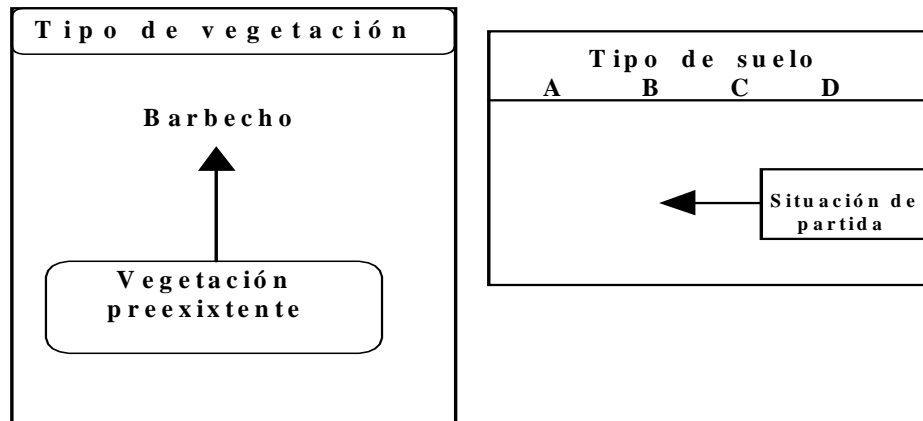 Tipo de vegetación
Barbecho
Vegetación
preexixtente
Tipo de suelo
A B C D
Situación de
partida